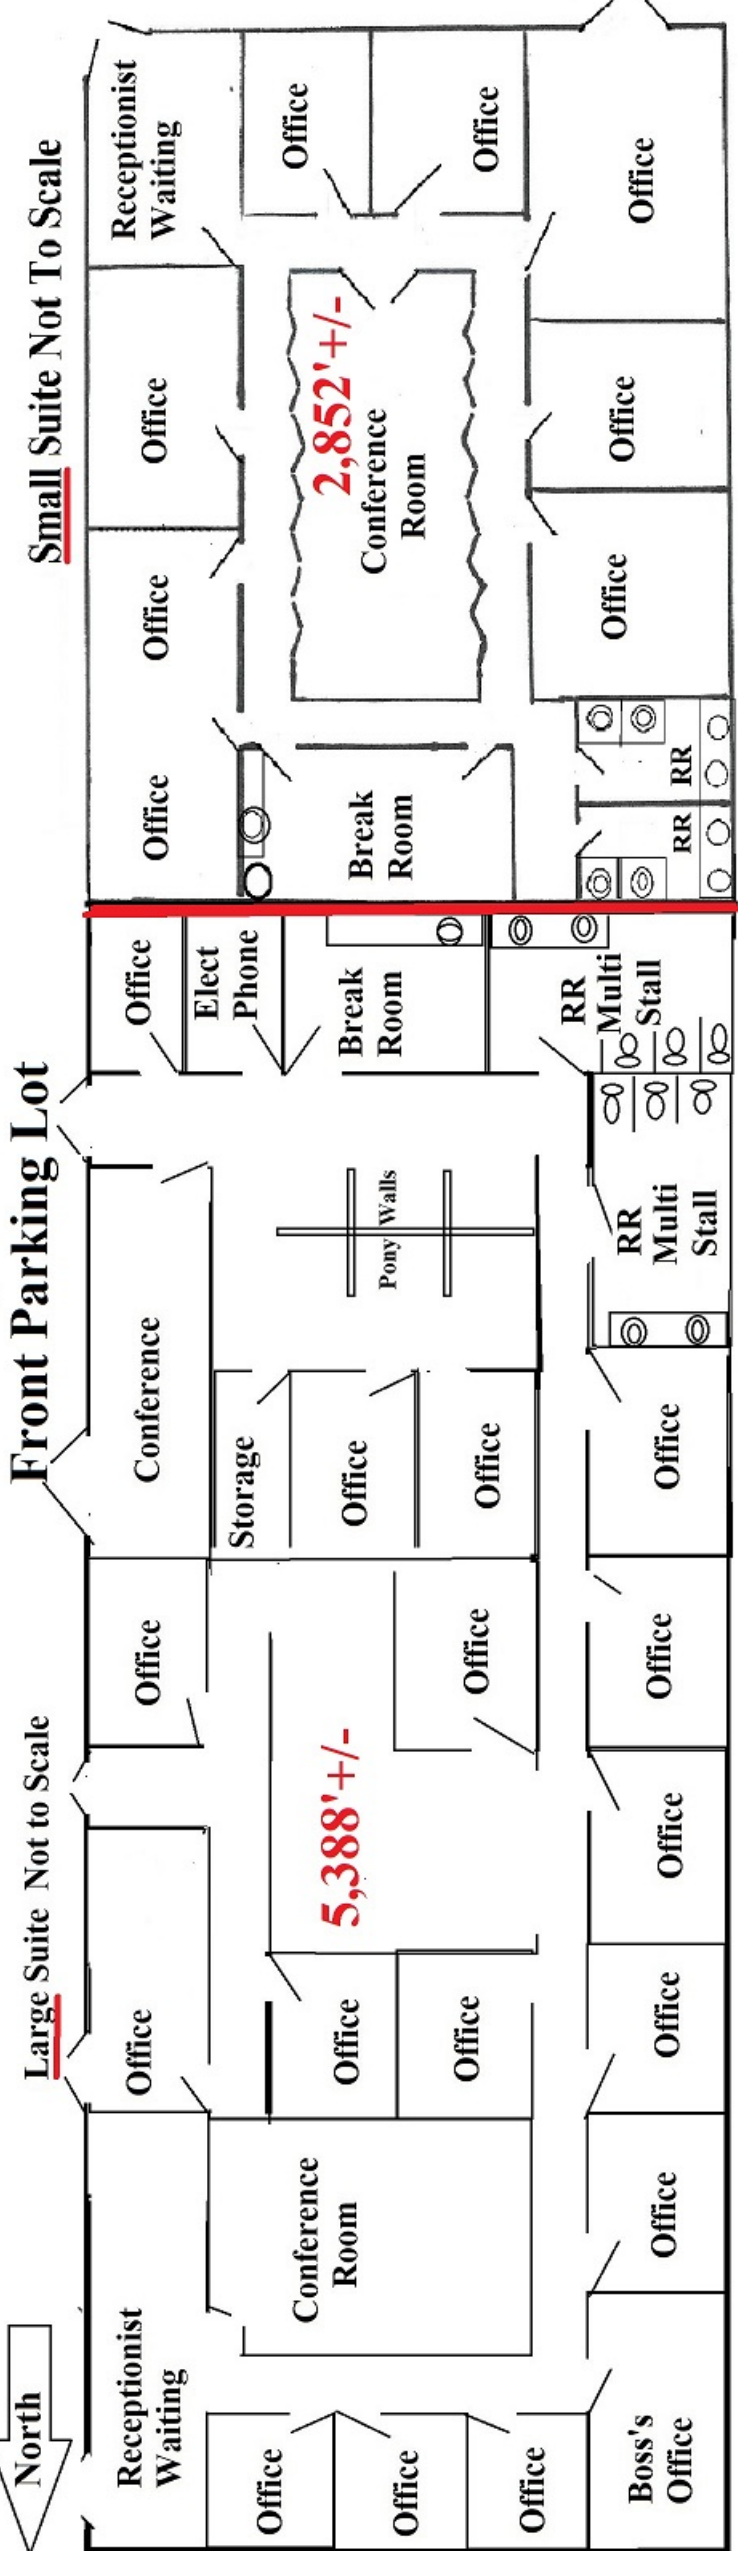 North
Large Suite Not to Scale
Front Parking Lot
Small Suite Not To Scale
Receptionist
Waiting
Office
Office
Conference
Office
Office
Office
Office
Receptionist
Waiting
Office
Conference
Room
Office
5,388'+/-
Storage
Office
Pony Walls
Elect
Phone
Break
Room
Break
Room
2,852'+/-
Conference
Room
Office
Office
Office
Office
Office
Office
Office
Boss's
Office
Office
Office
Office
Office
Office
RR
Multi
Stall
RR
Multi
Stall
RR
RR
Office
Office
Office